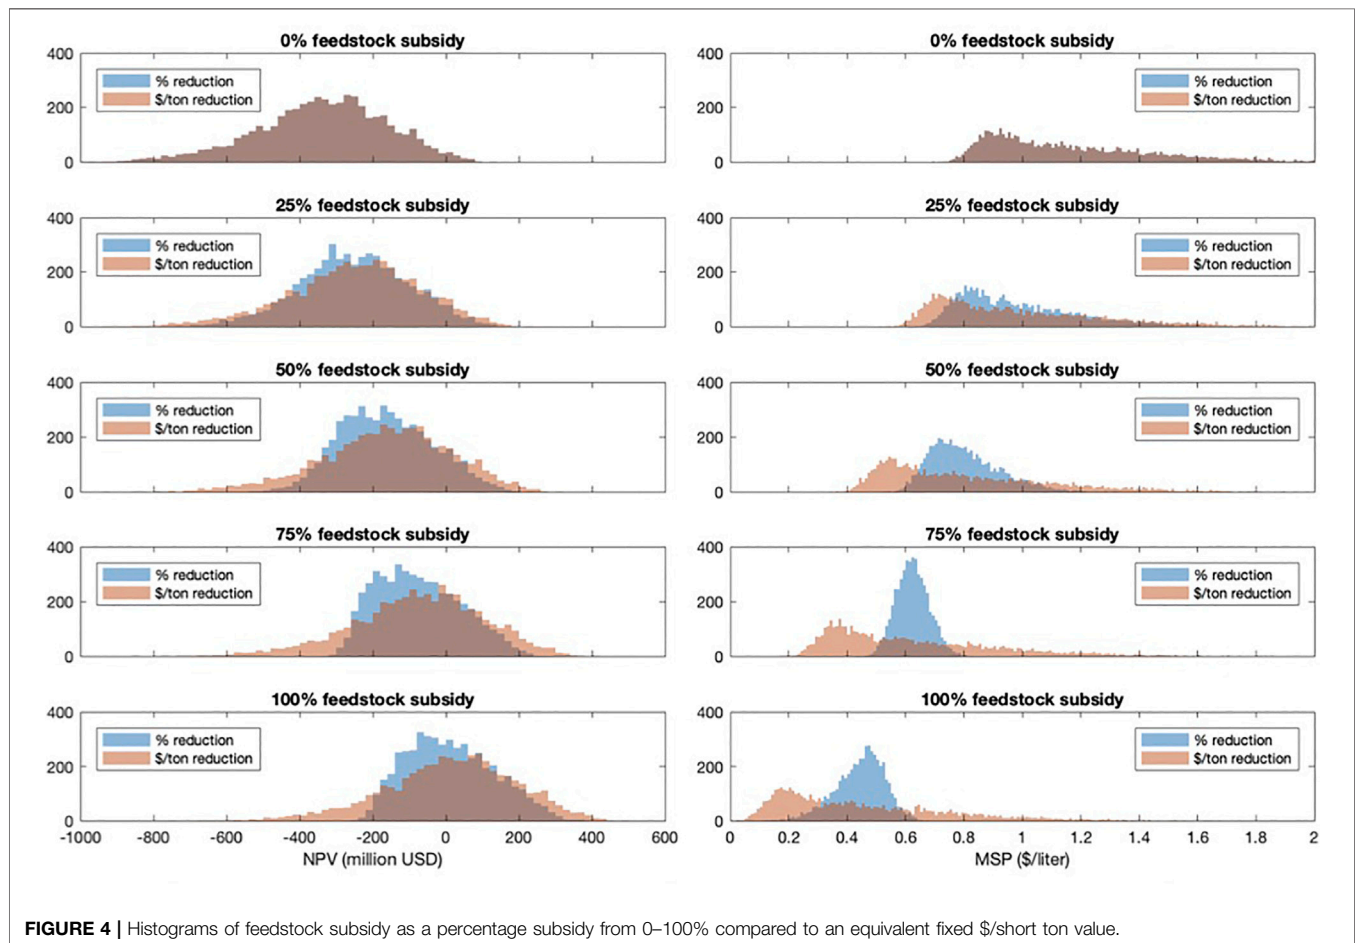 0% feedstock subsidy
400
200
0
% reduction
$/ton reduction
0% feedstock subsidy
400
200
0
% reduction
$/ton reduction
25% feedstock subsidy
400
200
0
% reduction
$/ton reduction
25% feedstock subsidy
400
200
0
% reduction
$/ton reduction
50% feedstock subsidy
400
200
0
% reduction
$/ton reduction
50% feedstock subsidy
400
200
0
% reduction
$/ton reduction
75% feedstock subsidy
400
200
0
% reduction
$/ton reduction
75% feedstock subsidy
400
200
0
% reduction
$/ton reduction
100% feedstock subsidy
400
200
0
% reduction
$/ton reduction
-1000 -800 -600 -400 -200 0 200 400 600
NPV (million USD)
100% feedstock subsidy
400
200
0
% reduction
$/ton reduction
0 0.2 0.4 0.6 0.8 1 1.2 1.4 1.6 1.8 2
MSP ($/liter)
FIGURE 4 | Histograms of feedstock subsidy as a percentage subsidy from 0–100% compared to an equivalent fixed $/short ton value.